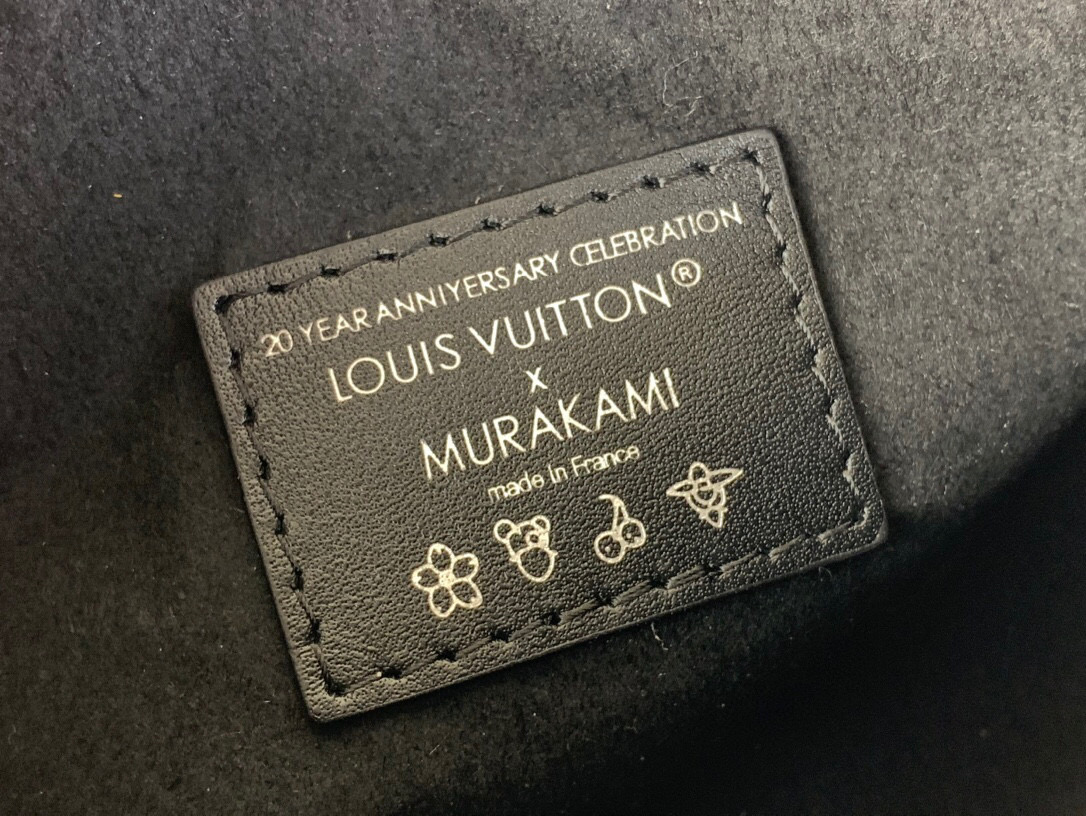 20 YEAR ANNIYERSARY CELEBRATION
LOUIS VUITTON®
x
MURAKAMI
made In France